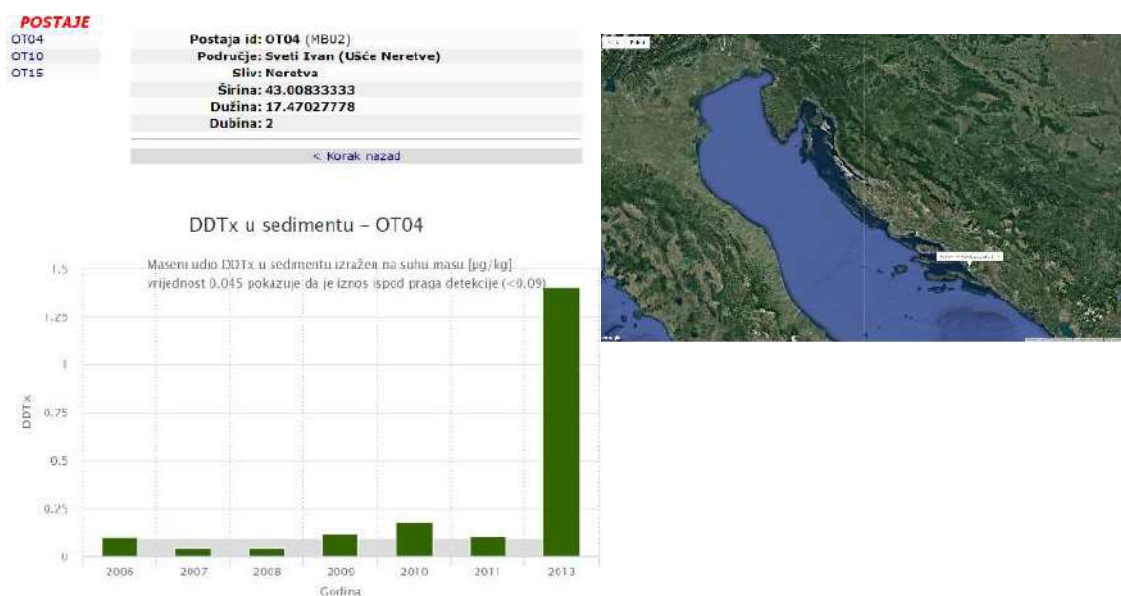 POSTAJE
OT04
OT10
OT15
Postaja id: OT04 (MBU2)
Područje: Sveti Ivan (Ušće Neretve)
Sliv: Neretva
Širina: 43.00833333
Dužina: 17.47027778
Dubina: 2
< Korak nazad
DDTx u sedimentu – OT04
Maseni udio DDTx u sedimentu izražen na suhu masu [µg/kg]
vrijednost 0.045 pokazuje da je iznos ispod praga detekcije (<0.09)
DDTx
1.5
1.25
1
0.75
0.5
0.25
0
2006
2007
2008
2009
2010
2011
2013
Godina